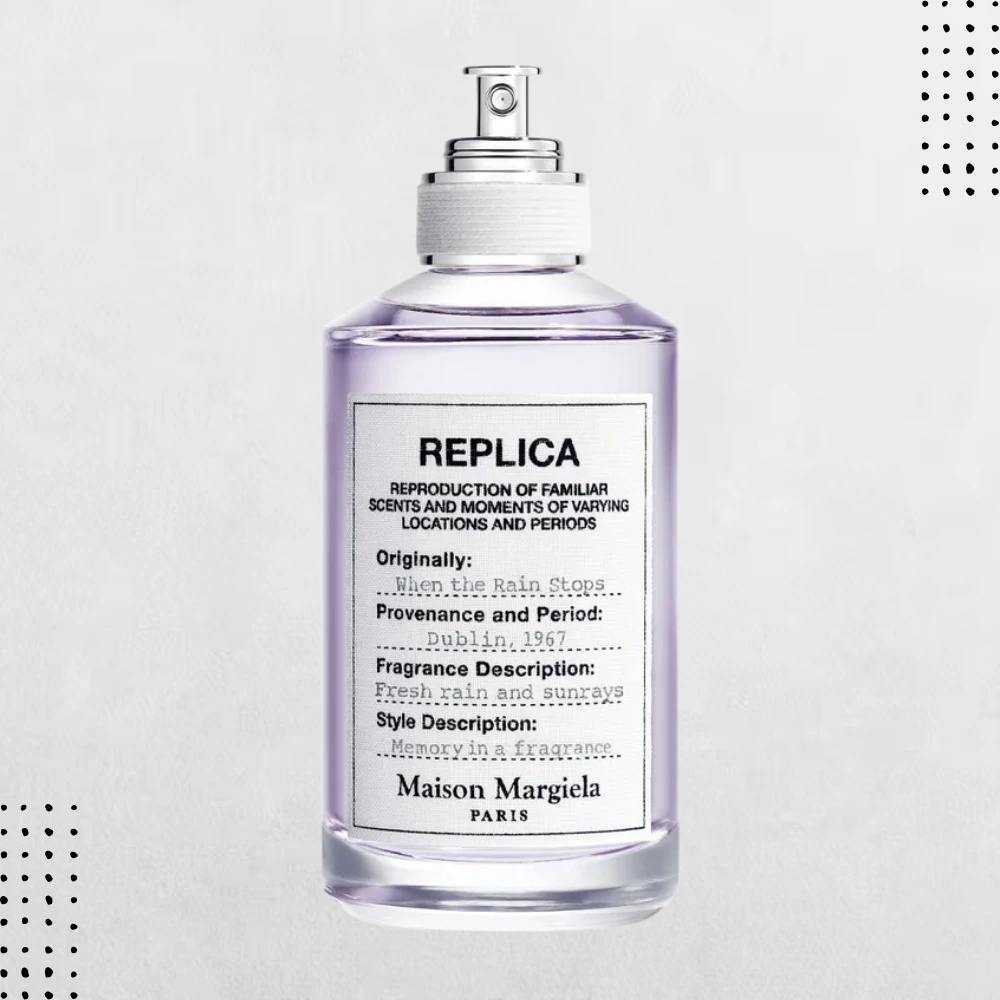 REPLICA
REPRODUCTION OF FAMILIAR
SCENTS AND MOMENTS OF VARYING
LOCATIONS AND PERIODS
Originally:
When the Rain Stops
Provenance and Period:
Dublin, 1967
Fragrance Description:
Fresh rain and sunrays
Style Description:
Memory in a fragrance
Maison Margiela
PARIS